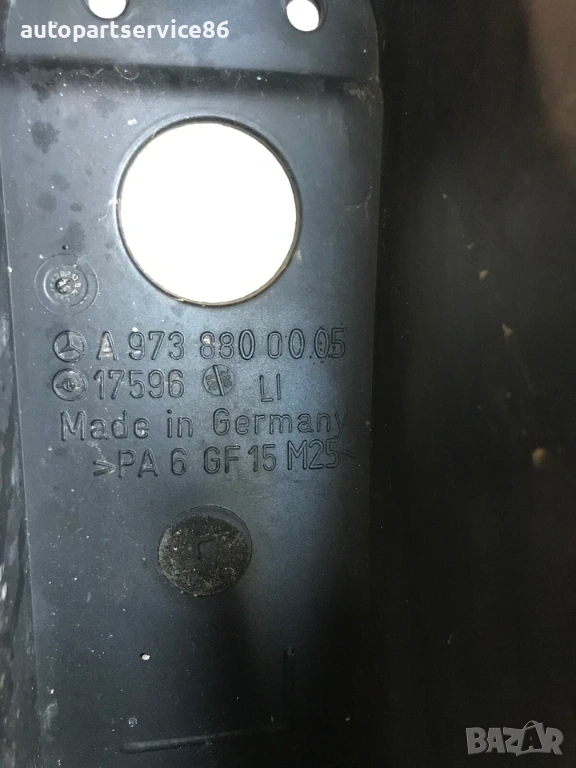 autopartservice86
A 973 880 00 05
17596 LI
Made in Germany
>PA 6 GF 15 M25<
BAZAR